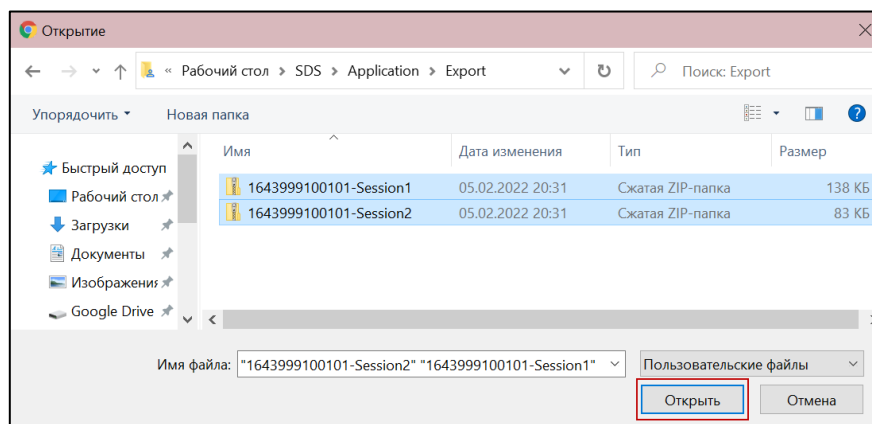 Открытие
« Рабочий стол > SDS > Application > Export
Поиск: Export
Упорядочить Новая папка
Имя Дата изменения Тип Размер
Быстрый доступ
Рабочий стол
Загрузки
Документы
Изображения
Google Drive
1643999100101-Session1 05.02.2022 20:31 Сжатая ZIP-папка 138 КБ
1643999100101-Session2 05.02.2022 20:31 Сжатая ZIP-папка 83 КБ
Имя файла: "1643999100101-Session2" "1643999100101-Session1" Пользовательские файлы
Открыть Отмена